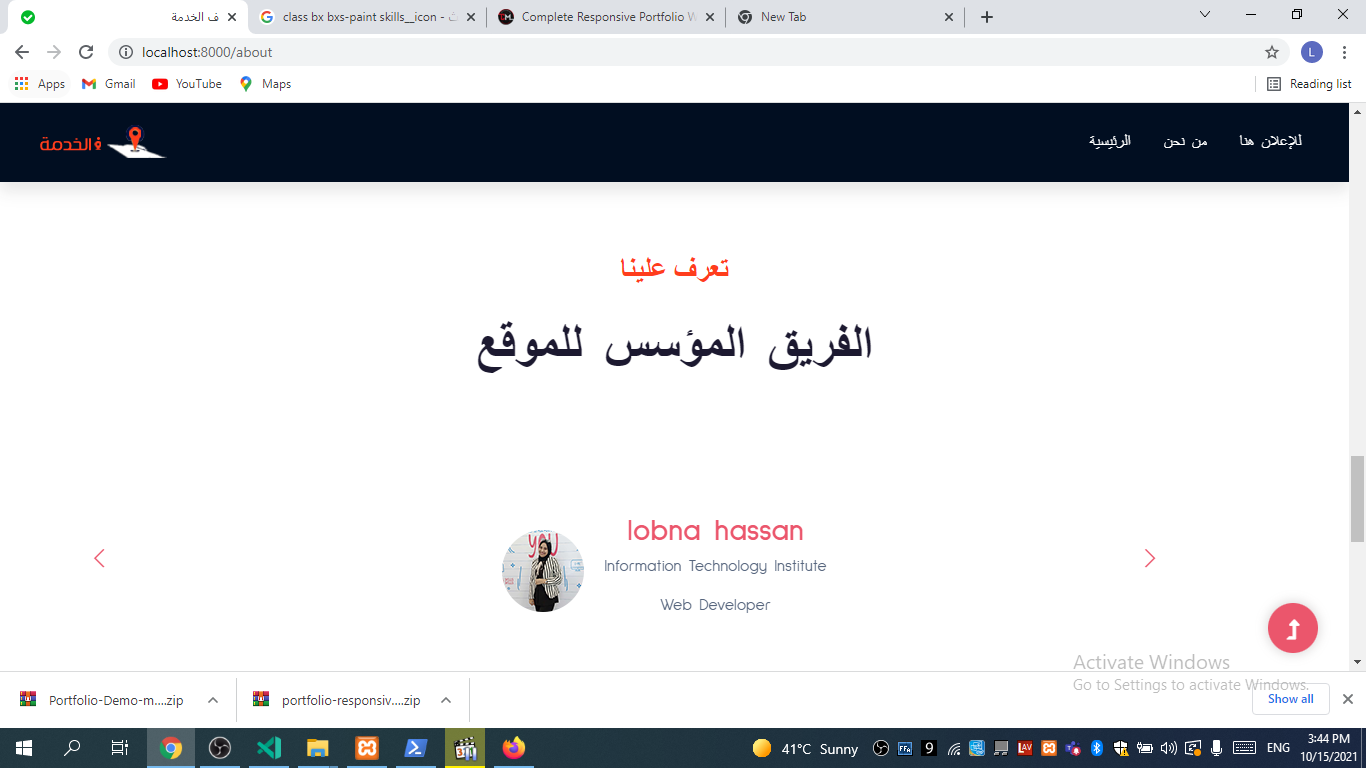 ف الخدمة
class bx bxs-paint skills__icon - ث
Complete Responsive Portfolio W
New Tab
localhost:8000/about
L
Apps
Gmail
YouTube
Maps
Reading list
الخدمة
للإعلان هنا
من نحن
الرئيسية
تعرف علينا
الفريق المؤسس للموقع
YOU
lobna hassan
Information Technology Institute
Web Developer
Activate Windows
Go to Settings to activate Windows.
Portfolio-Demo-m....zip
portfolio-responsiv....zip
Show all
41°C Sunny
ENG
3:44 PM
10/15/2021